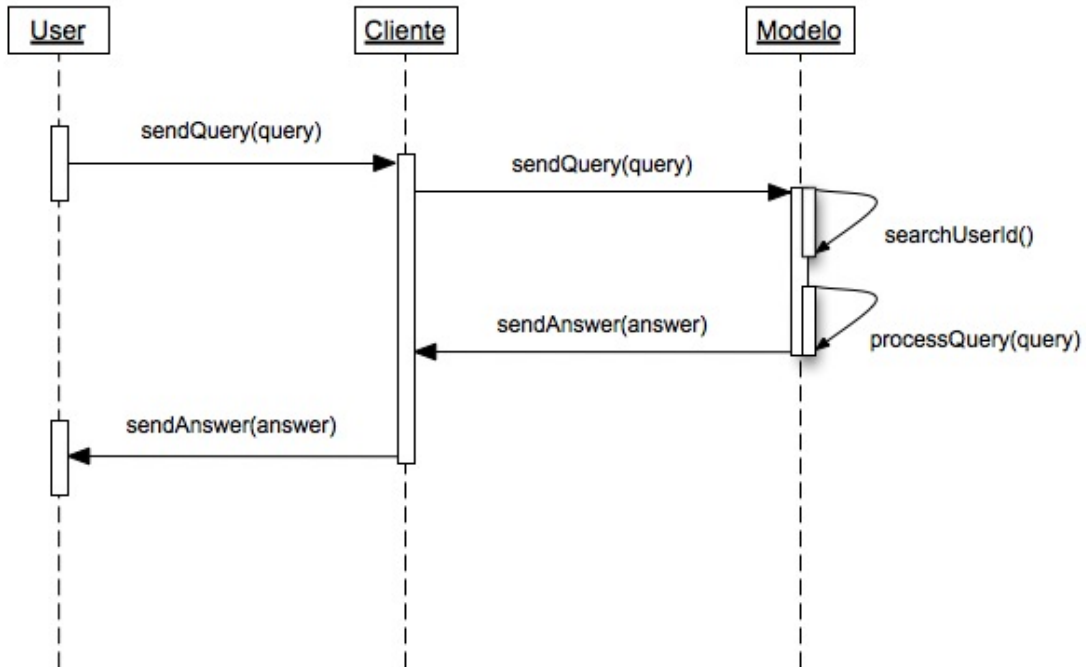 User
Cliente
Modelo
sendQuery(query)
sendQuery(query)
searchUserId()
sendAnswer(answer)
processQuery(query)
sendAnswer(answer)